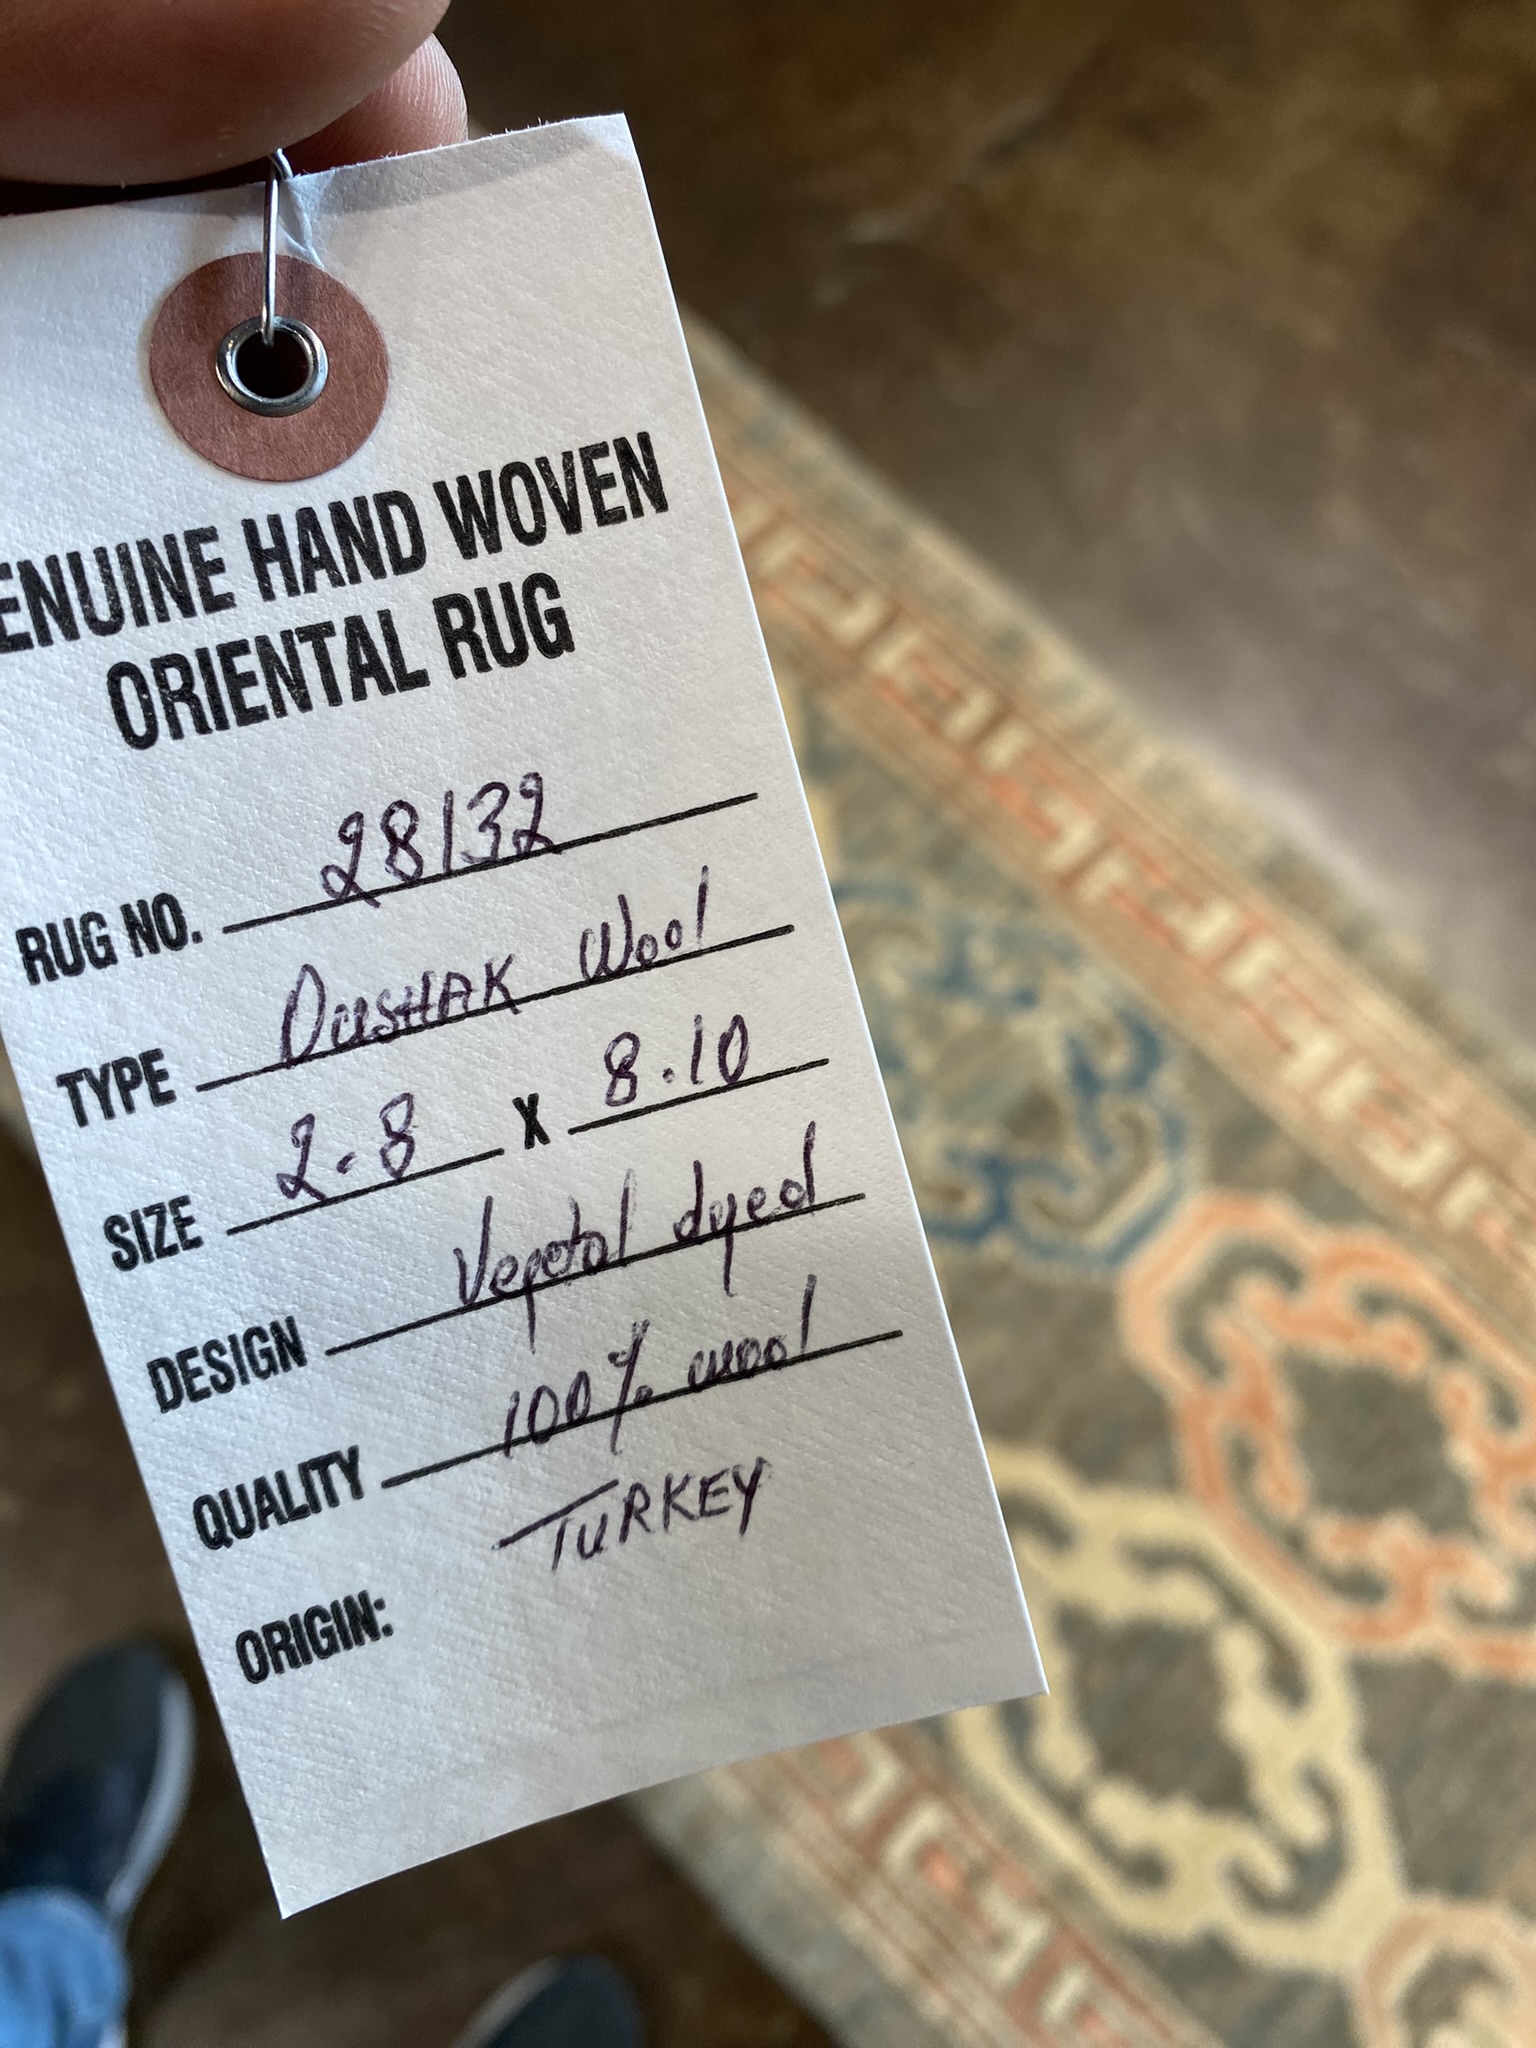 ENUINE HAND WOVEN
ORIENTAL RUG
RUG NO. 28132
TYPE OUSHAK Wool
SIZE 2.8 X 8.10
DESIGN Vegetal dyed
QUALITY 100% wool
ORIGIN: TURKEY